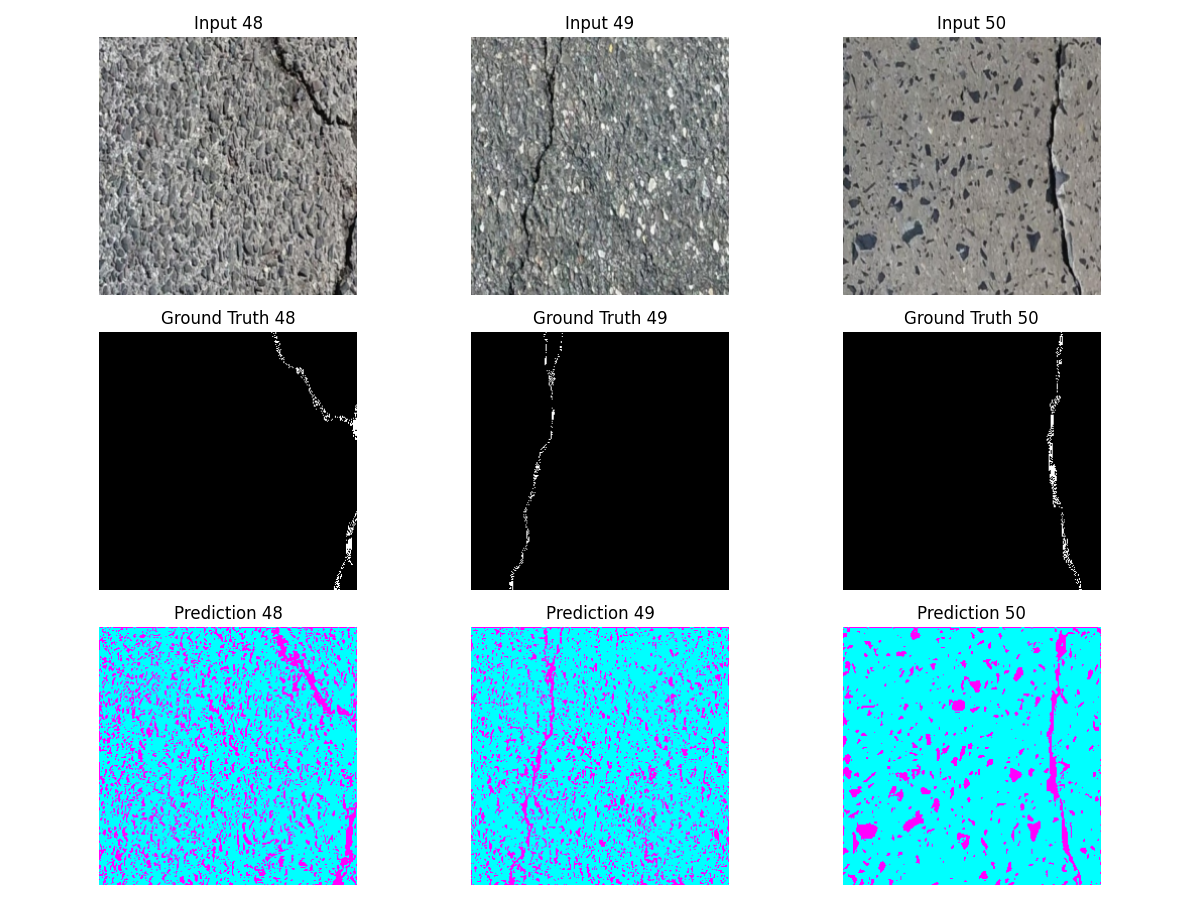 Input 48
Input 49
Input 50
Ground Truth 48
Ground Truth 49
Ground Truth 50
Prediction 48
Prediction 49
Prediction 50